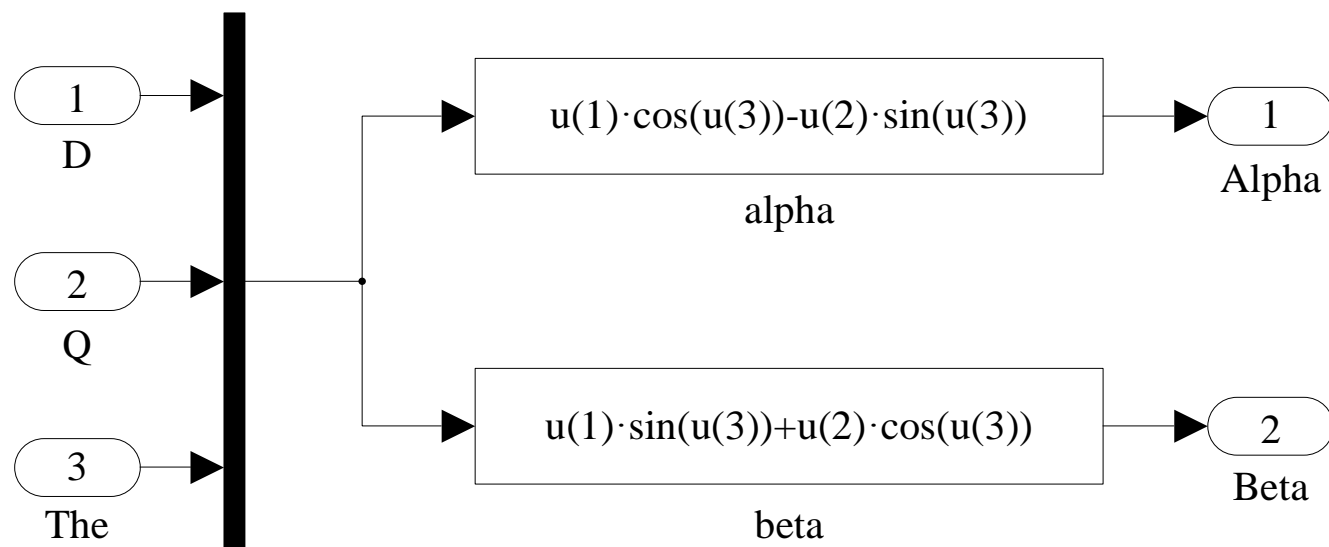 1
D
2
Q
3
The
u(1)·cos(u(3))-u(2)·sin(u(3))
alpha
u(1)·sin(u(3))+u(2)·cos(u(3))
beta
1
Alpha
2
Beta